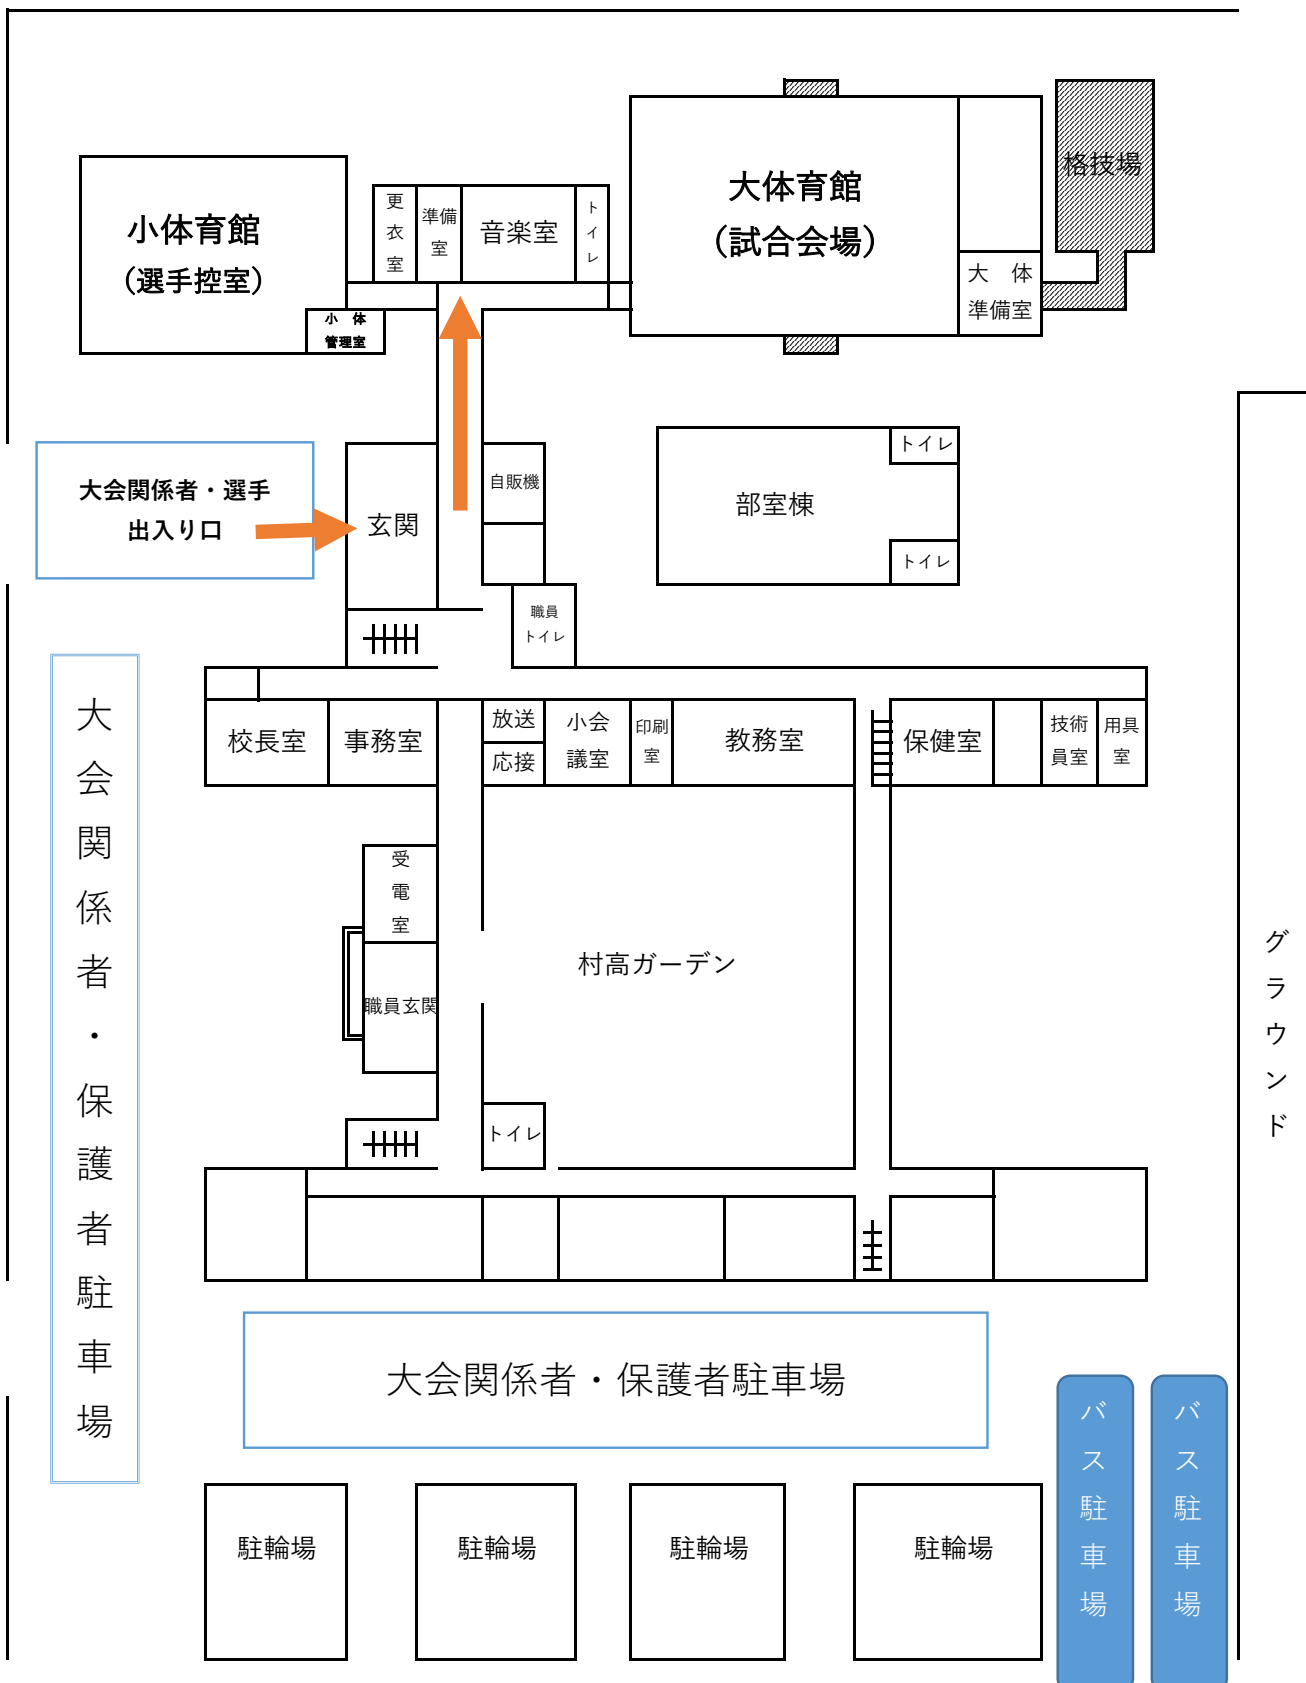 格技場
大体育館
（試合会場）
小体育館
（選手控室）
更衣室
準備
室
音楽室
トイレ
大　体
準備室
小　体
管理室
大会関係者・選手
出入り口
玄関
自販機
部室棟
トイレ
トイレ
職員
トイレ
校長室
事務室
放送
応接
小会
議室
印刷
室
教務室
保健室
技術
員室
用具
室
受電室
職員玄関
村高ガーデン
グラウンド
トイレ
大会関係者・保護者駐車場
大会関係者・保護者駐車場
バス駐車場
バス駐車場
駐輪場
駐輪場
駐輪場
駐輪場